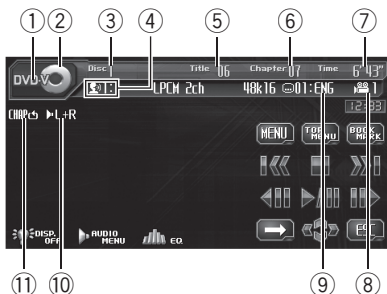 ① ② ③ ④ ⑤ ⑥ ⑦
DVD-V Disc 1 Title 06 Chapter 07 Time 6'43"
LPCM 2ch 48k16 01:ENG 1
12:33
CHAP L+R
MENU TOP MENU BOOK MARK
DISP. OFF AUDIO MENU EQ ESC
⑪ ⑩ ⑨ ⑧